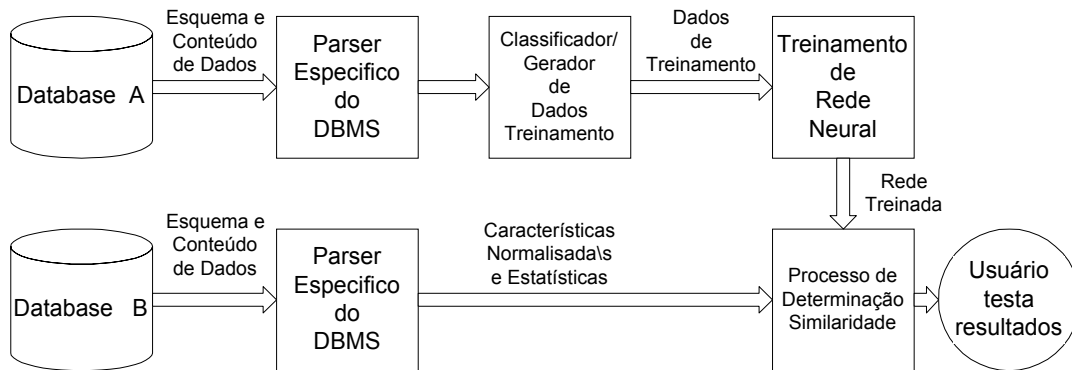 Database A
Esquema e
Conteúdo
de Dados
Parser
Especifico
do
DBMS
Classificador/
Gerador
de
Dados
Treinamento
Dados
de
Treinamento
Treinamento
de
Rede
Neural
Rede
Treinada
Database B
Esquema e
Conteúdo
de Dados
Parser
Especifico
do
DBMS
Características
Normalisada\s
e Estatísticas
Processo de
Determinação
Similaridade
Usuário
testa
resultados